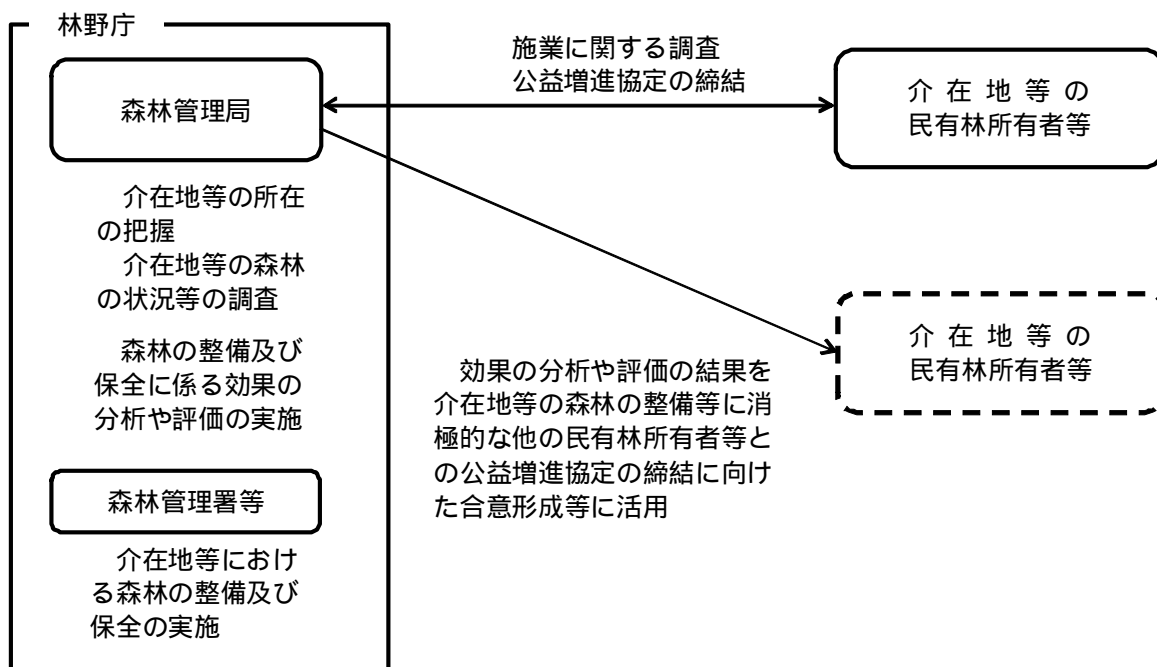 林野庁
森林管理局
介在地等の所在
の把握
介在地等の森林
の状況等の調査
森林の整備及び
保全に係る効果の
分析や評価の実施
森林管理署等
介在地等におけ
る森林の整備及び
保全の実施
施業に関する調査
公益増進協定の締結
介在地等の
民有林所有者等
介在地等の
民有林所有者等
効果の分析や評価の結果を
介在地等の森林の整備等に消
極的な他の民有林所有者等と
の公益増進協定の締結に向け
た合意形成等に活用